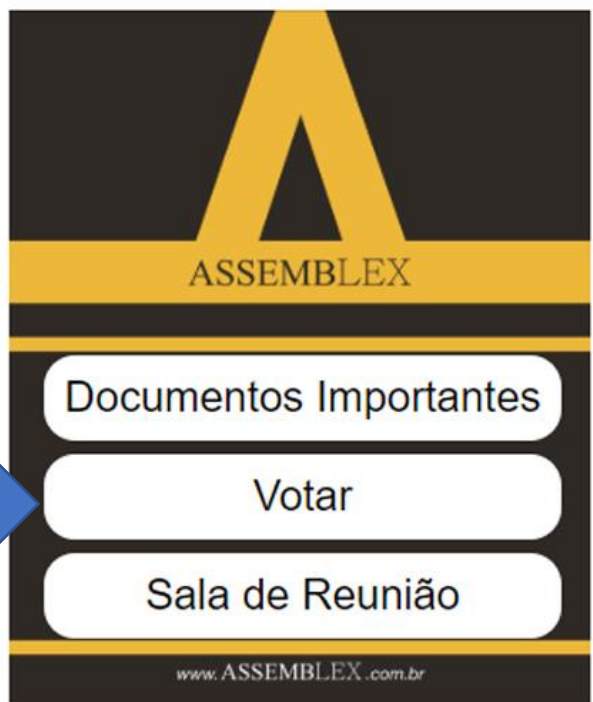 ASSEMBLEX
Documentos Importantes
Votar
Sala de Reunião
www.ASSEMBLEX.com.br